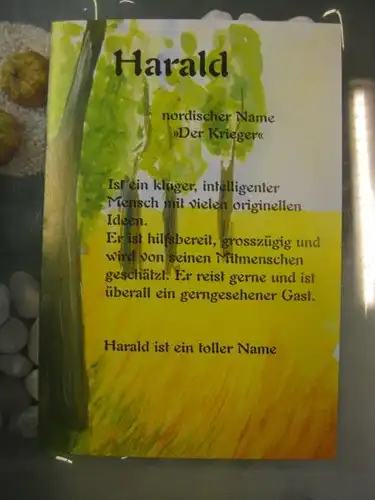 Harald
nordischer Name
»Der Krieger«
Ist ein kluger, intelligenter
Mensch mit vielen originellen
Ideen.
Er ist hilfsbereit, grosszügig und
wird von seinen Mitmenschen
geschätzt. Er reist gerne und ist
überall ein gerngesehener Gast.
Harald ist ein toller Name